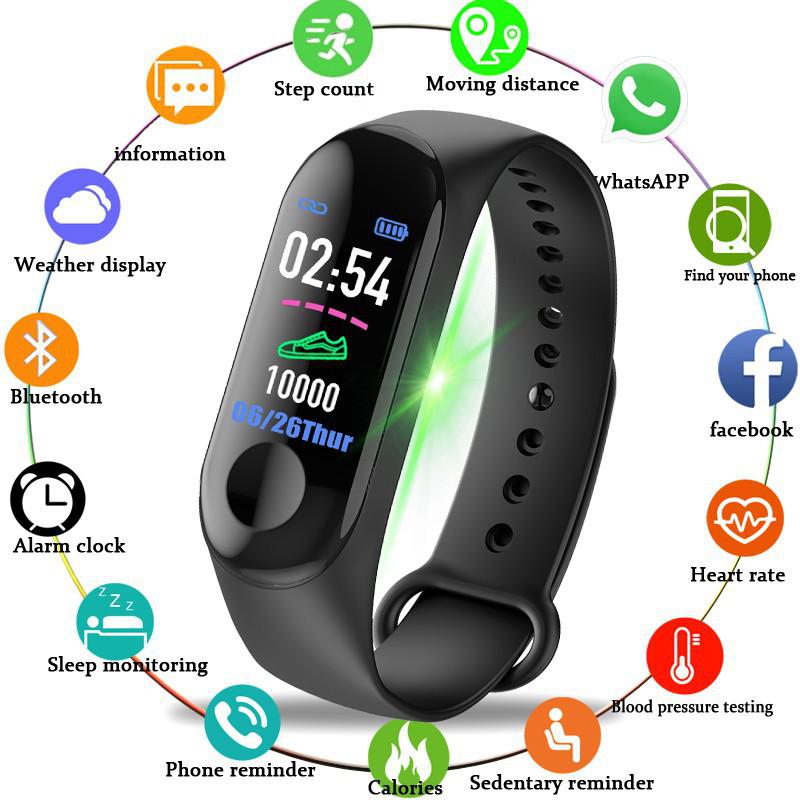 Step count
Moving distance
information
WhatsAPP
Weather display
Find your phone
02:54
10000
06/26Thur
Bluetooth
facebook
Alarm clock
Heart rate
z Z z
Sleep monitoring
Blood pressure testing
Phone reminder
Calories
Sedentary reminder